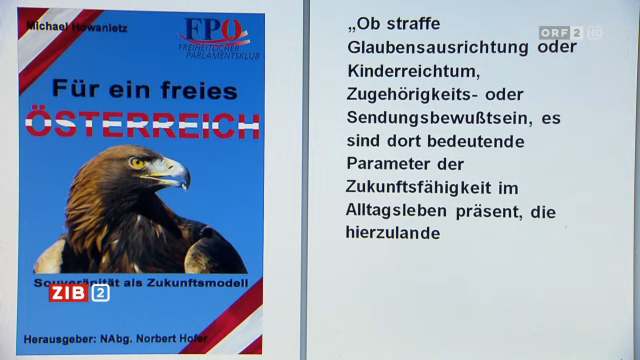 Michael Howanietz
FPÖ
FREIHEITLICHER
PARLAMENTSKLUB
Für ein freies
ÖSTERREICH
Souveränität als Zukunftsmodell
ZIB 2
Herausgeber: NAbg. Norbert Hofer
ORF 2 HD
„Ob straffe
Glaubensausrichtung oder
Kinderreichtum,
Zugehörigkeits- oder
Sendungsbewußtsein, es
sind dort bedeutende
Parameter der
Zukunftsfähigkeit im
Alltagsleben präsent, die
hierzulande